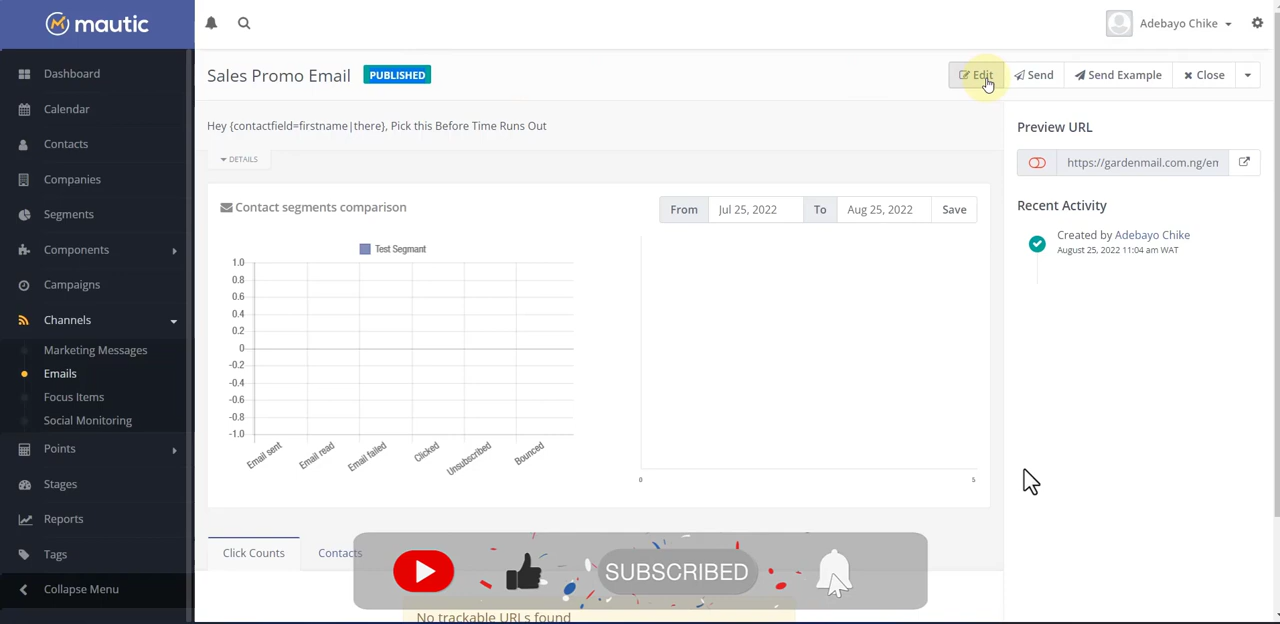 mautic
Adebayo Chike
Dashboard
Calendar
Contacts
Companies
Segments
Components
Campaigns
Channels
Marketing Messages
Emails
Focus Items
Social Monitoring
Points
Stages
Reports
Tags
Collapse Menu
Sales Promo Email PUBLISHED
Edit Send Send Example Close
Hey {contactfield=firstname|there}, Pick this Before Time Runs Out
DETAILS
Contact segments comparison
From Jul 25, 2022 To Aug 25, 2022 Save
Test Segmant
1.0
0.8
0.6
0.4
0.2
0
-0.2
-0.4
-0.6
-0.8
-1.0
Email sent Email read Email failed Clicked Unsubscribed Bounced
0
Preview URL
https://gardenmail.com.ng/en
Recent Activity
Created by Adebayo Chike
August 25, 2022 11:04 am WAT
Click Counts Contacts
SUBSCRIBED
No trackable URLs found